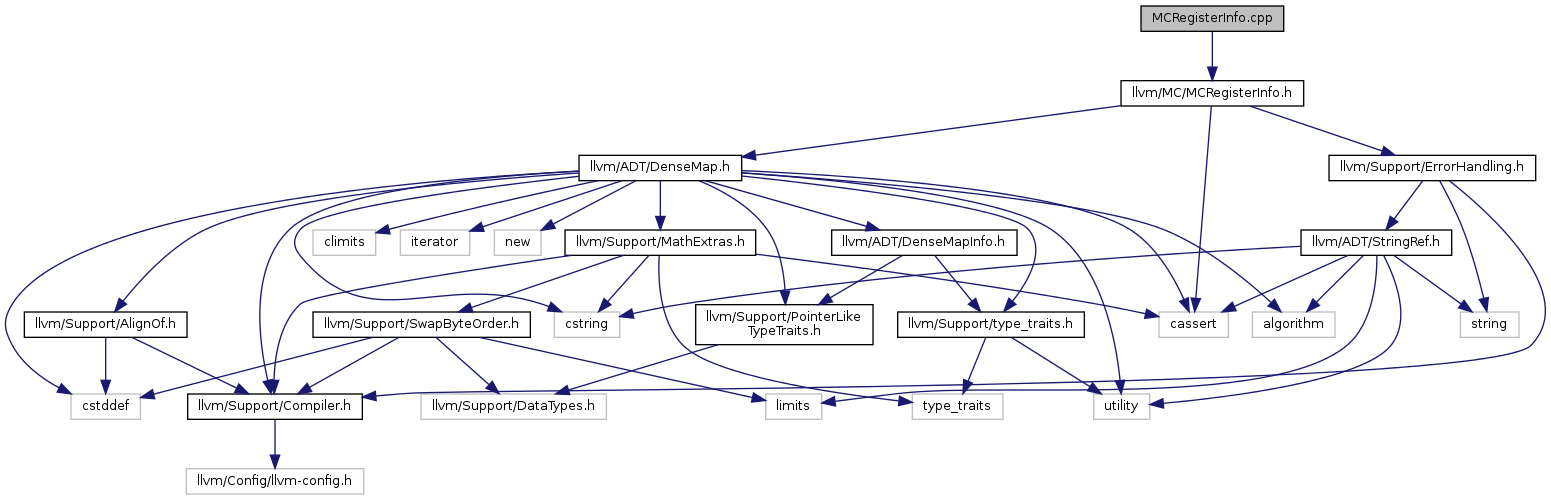 MCRegisterInfo.cpp
llvm/MC/MCRegisterInfo.h
llvm/ADT/DenseMap.h
llvm/Support/ErrorHandling.h
climits
iterator
new
llvm/Support/MathExtras.h
llvm/ADT/DenseMapInfo.h
llvm/ADT/StringRef.h
llvm/Support/AlignOf.h
llvm/Support/SwapByteOrder.h
cstring
llvm/Support/PointerLike
TypeTraits.h
llvm/Support/type_traits.h
cassert
algorithm
string
cstddef
llvm/Support/Compiler.h
llvm/Support/DataTypes.h
limits
type_traits
utility
llvm/Config/llvm-config.h